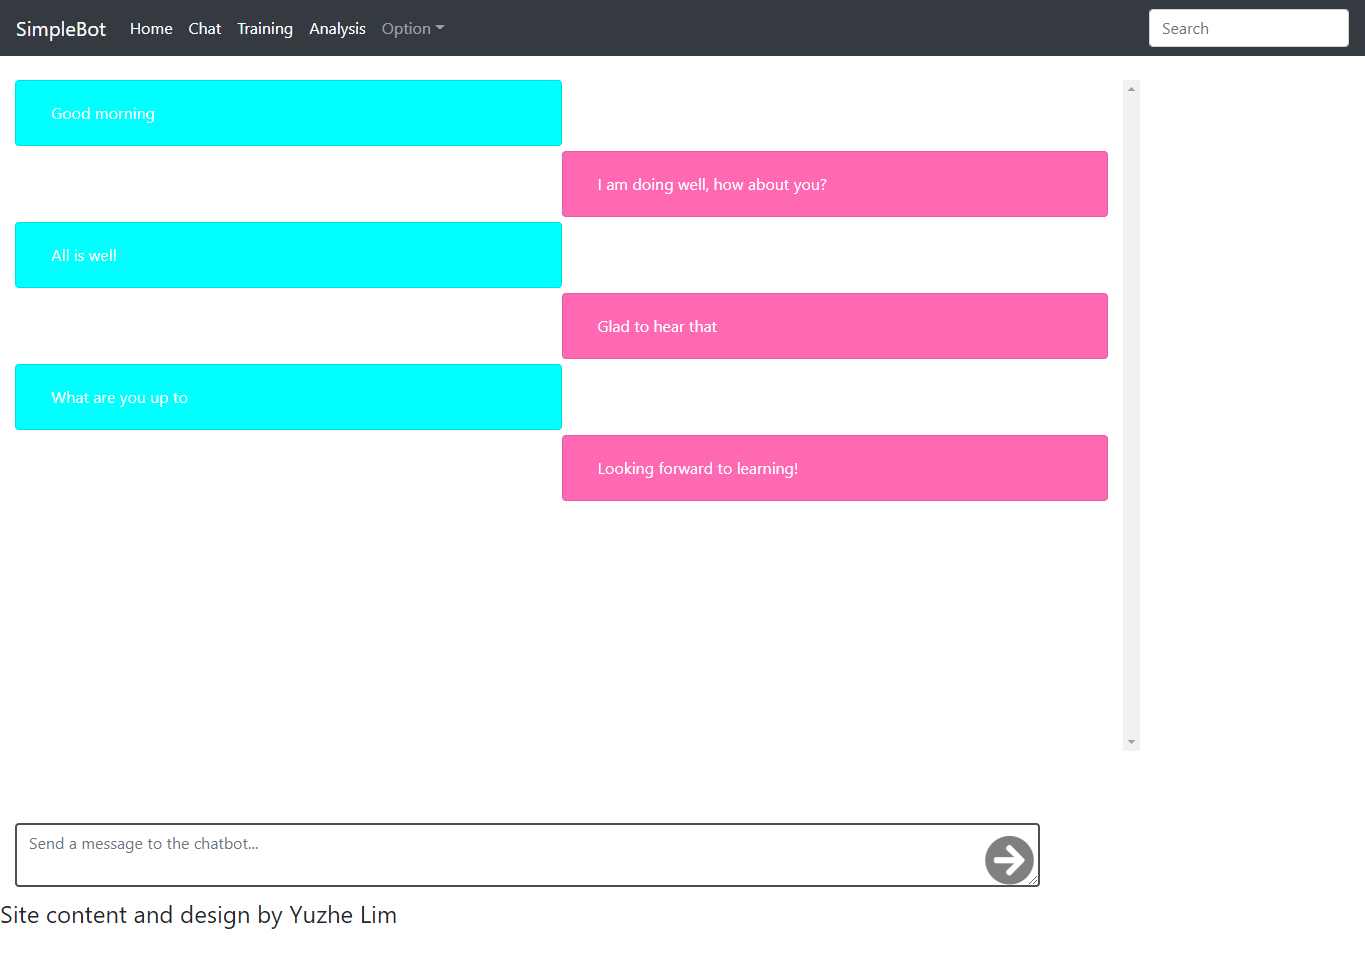 SimpleBot Home Chat Training Analysis Option Search
Good morning
I am doing well, how about you?
All is well
Glad to hear that
What are you up to
Looking forward to learning!
Send a message to the chatbot...
Site content and design by Yuzhe Lim